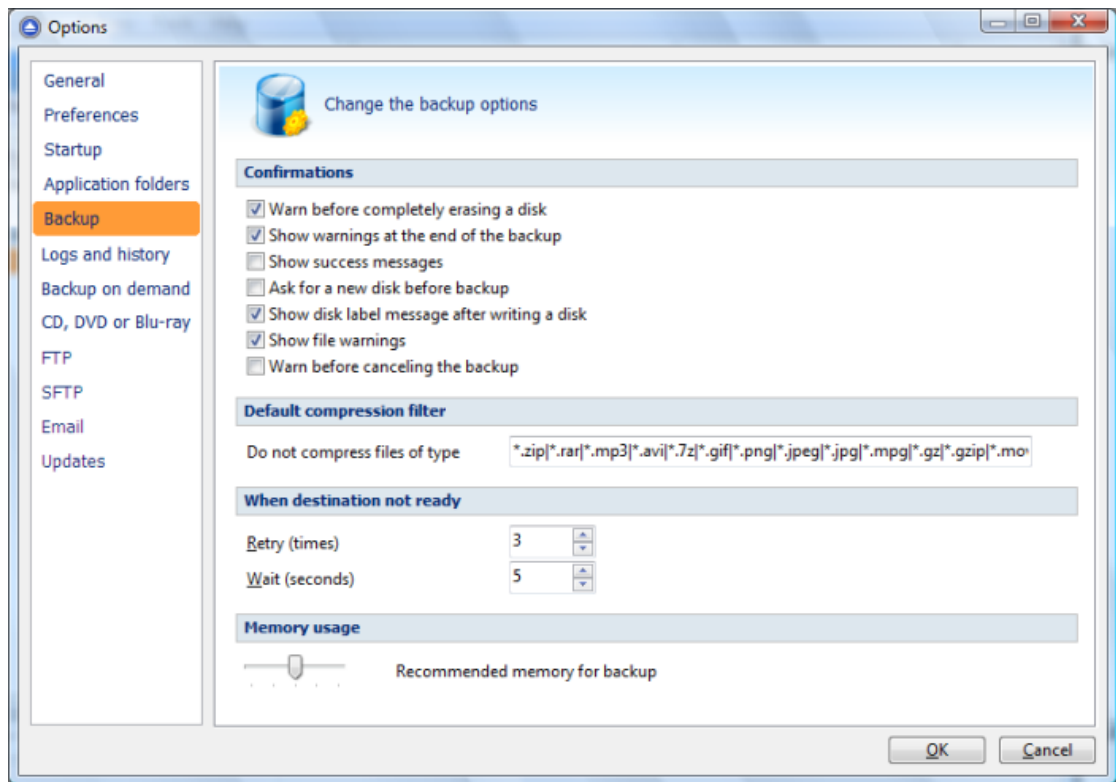 Options
General
Preferences
Startup
Application folders
Backup
Logs and history
Backup on demand
CD, DVD or Blu-ray
FTP
SFTP
Email
Updates
Change the backup options
Confirmations
Warn before completely erasing a disk
Show warnings at the end of the backup
Show success messages
Ask for a new disk before backup
Show disk label message after writing a disk
Show file warnings
Warn before canceling the backup
Default compression filter
Do not compress files of type *.zip|*.rar|*.mp3|*.avi|*.7z|*.gif|*.png|*.jpeg|*.jpg|*.mpg|*.gz|*.gzip|*.mo
When destination not ready
Retry (times) 3
Wait (seconds) 5
Memory usage
Recommended memory for backup
OK Cancel